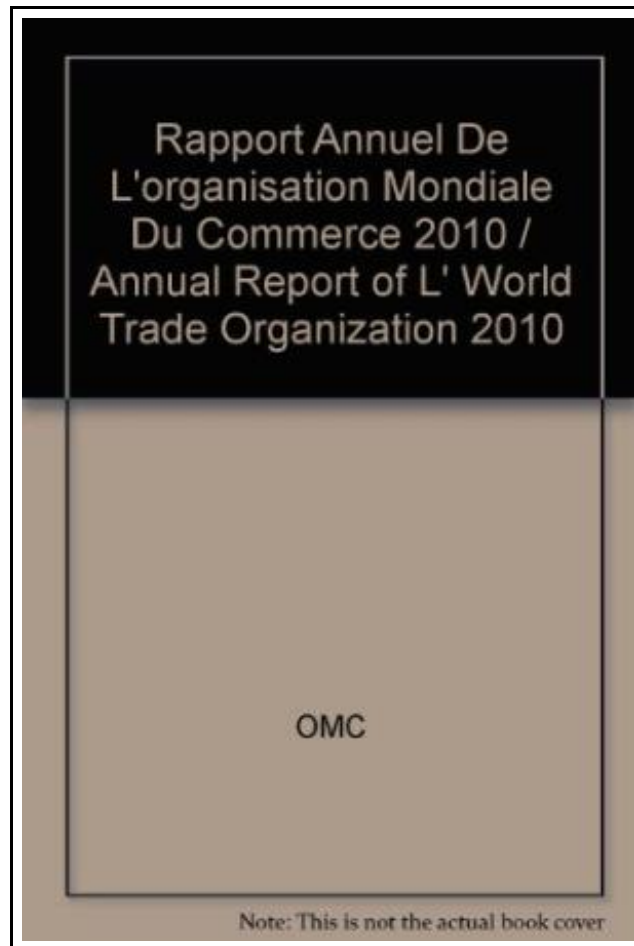 Rapport Annuel De
L'organisation Mondiale
Du Commerce 2010 /
Annual Report of L' World
Trade Organization 2010
OMC
Note: This is not the actual book cover